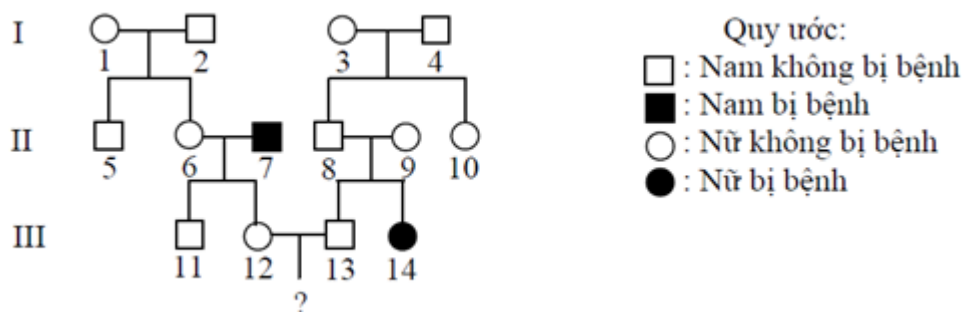 I
1
2
3
4
Quy ước:
: Nam không bị bệnh
: Nam bị bệnh
: Nữ không bị bệnh
: Nữ bị bệnh
II
5
6
7
8
9
10
III
11
12
13
14
?